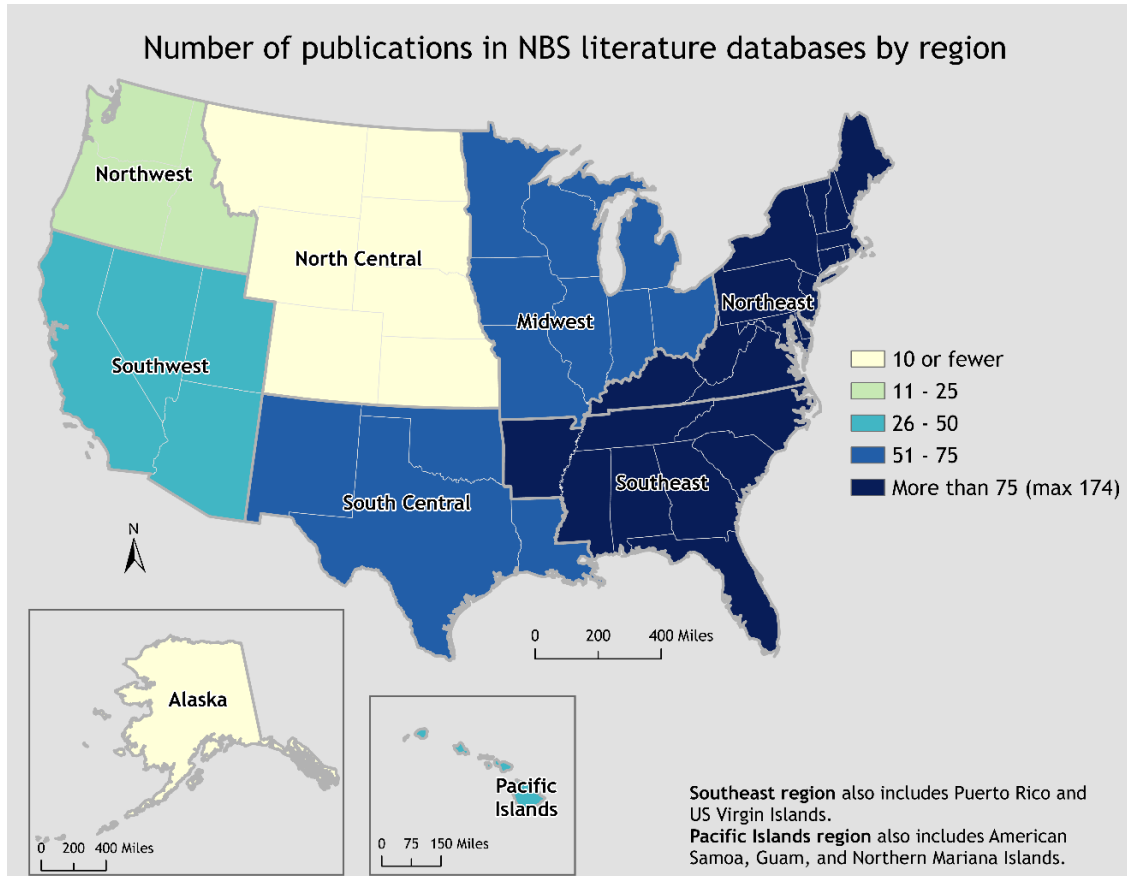 Number of publications in NBS literature databases by region
Northwest
North Central
Northeast
Midwest
Southwest
10 or fewer
11 - 25
26 - 50
51 - 75
More than 75 (max 174)
Southeast
South Central
N
0 200 400 Miles
Alaska
0 200 400 Miles
Pacific
Islands
0 75 150 Miles
Southeast region also includes Puerto Rico and
US Virgin Islands.
Pacific Islands region also includes American
Samoa, Guam, and Northern Mariana Islands.